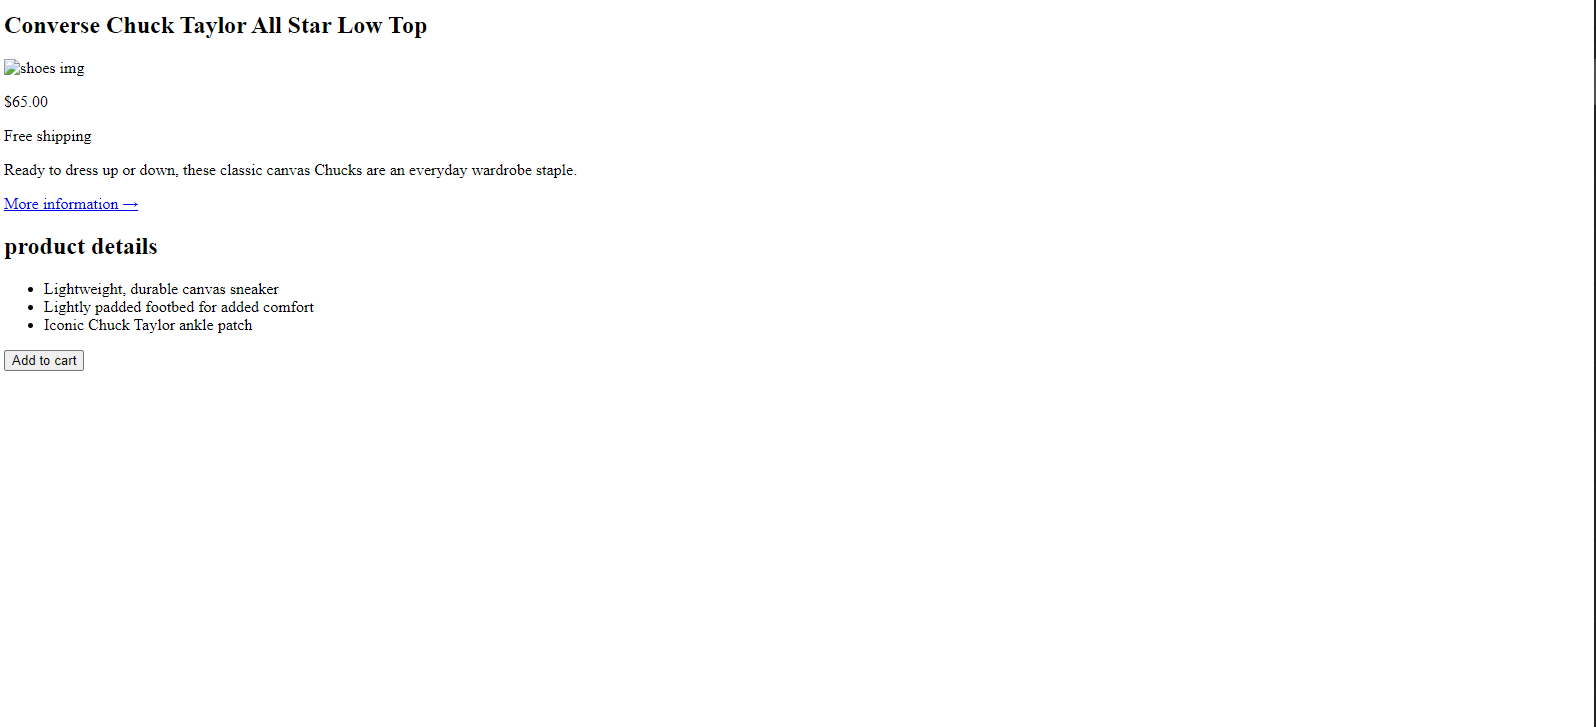 Converse Chuck Taylor All Star Low Top
shoes img
$65.00
Free shipping
Ready to dress up or down, these classic canvas Chucks are an everyday wardrobe staple.
More information →
product details
Lightweight, durable canvas sneaker
Lightly padded footbed for added comfort
Iconic Chuck Taylor ankle patch
Add to cart